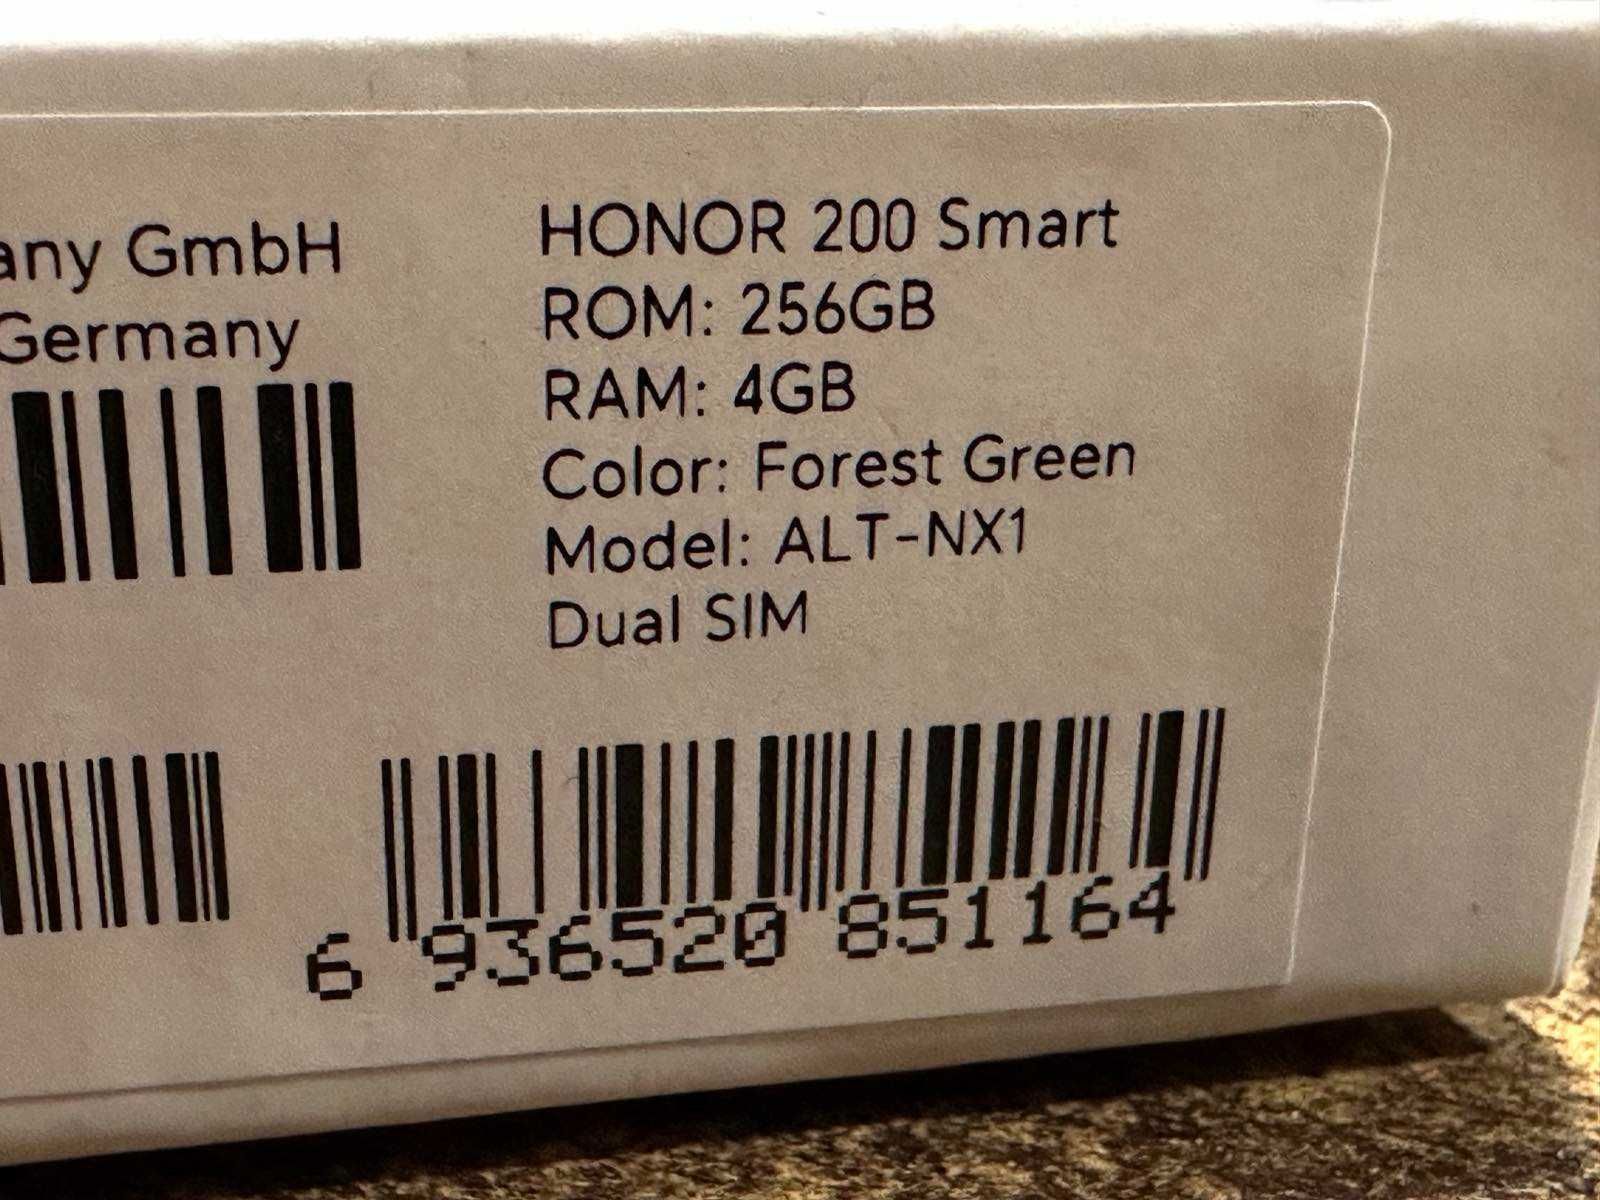 any GmbH
Germany
HONOR 200 Smart
ROM: 256GB
RAM: 4GB
Color: Forest Green
Model: ALT-NX1
Dual SIM
6 936520 851164